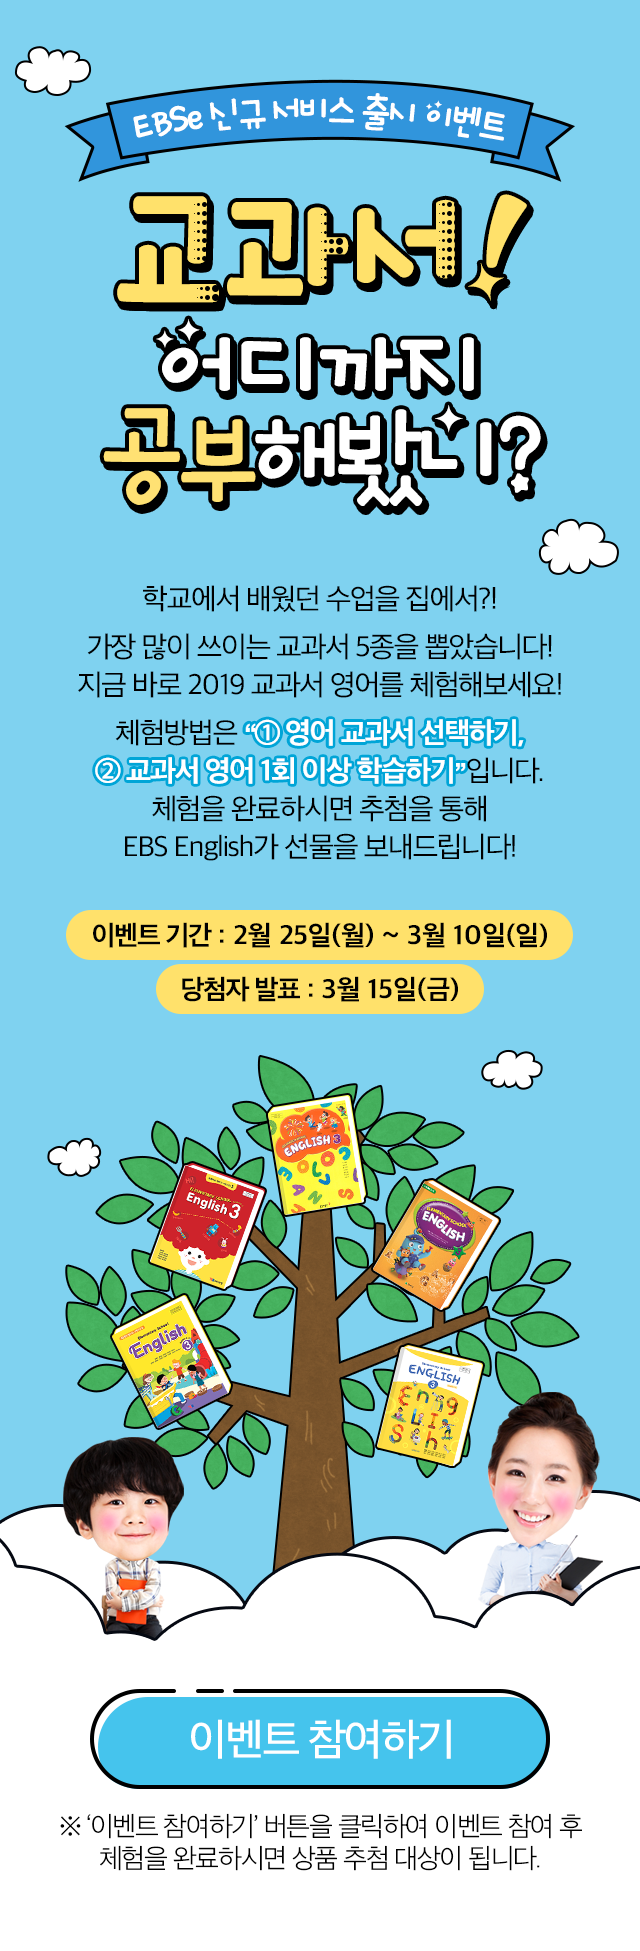 EBSe 신규 서비스 출시 이벤트
교과서!
어디까지
공부해봤니?
학교에서 배웠던 수업을 집에서?!
가장 많이 쓰이는 교과서 5종을 뽑았습니다!
지금 바로 2019 교과서 영어를 체험해보세요!
체험방법은 “① 영어 교과서 선택하기,
② 교과서 영어 1회 이상 학습하기”입니다.
체험을 완료하시면 추첨을 통해
EBS English가 선물을 보내드립니다!
이벤트 기간 : 2월 25일(월) ~ 3월 10일(일)
당첨자 발표 : 3월 15일(금)
ENGLISH 3
ELEMENTARY SCHOOL
English 3
ELEMENTARY SCHOOL
ENGLISH
Elementary School
English 3
Elementary School
ENGLISH
3
English
이벤트 참여하기
※ ‘이벤트 참여하기’ 버튼을 클릭하여 이벤트 참여 후
체험을 완료하시면 상품 추첨 대상이 됩니다.